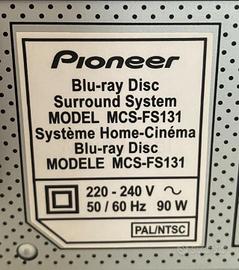 Pioneer
Blu-ray Disc
Surround System
MODEL MCS-FS131
Système Home-Cinéma
Blu-ray Disc
MODELE MCS-FS131
220 - 240 V ~
50 / 60 Hz 90 W
PAL/NTSC